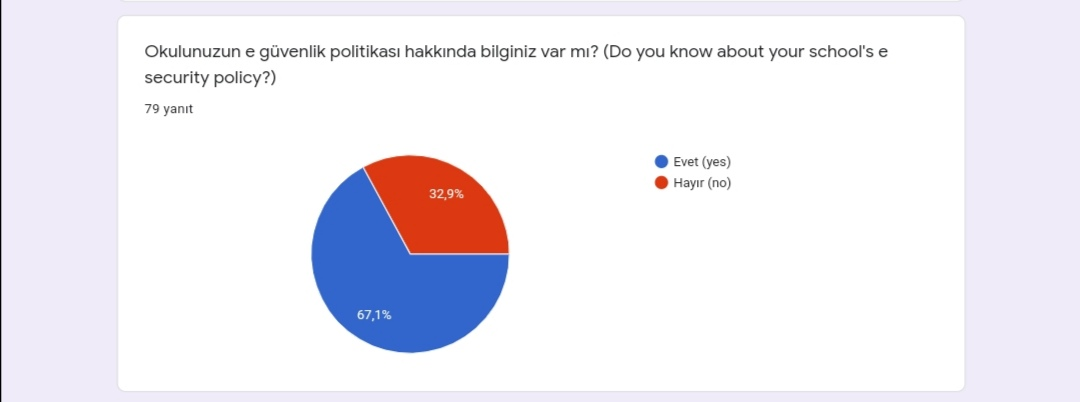 Okulunuzun e güvenlik politikası hakkında bilginiz var mı? (Do you know about your school's e
security policy?)
79 yanıt
Evet (yes)
Hayır (no)
32,9%
67,1%